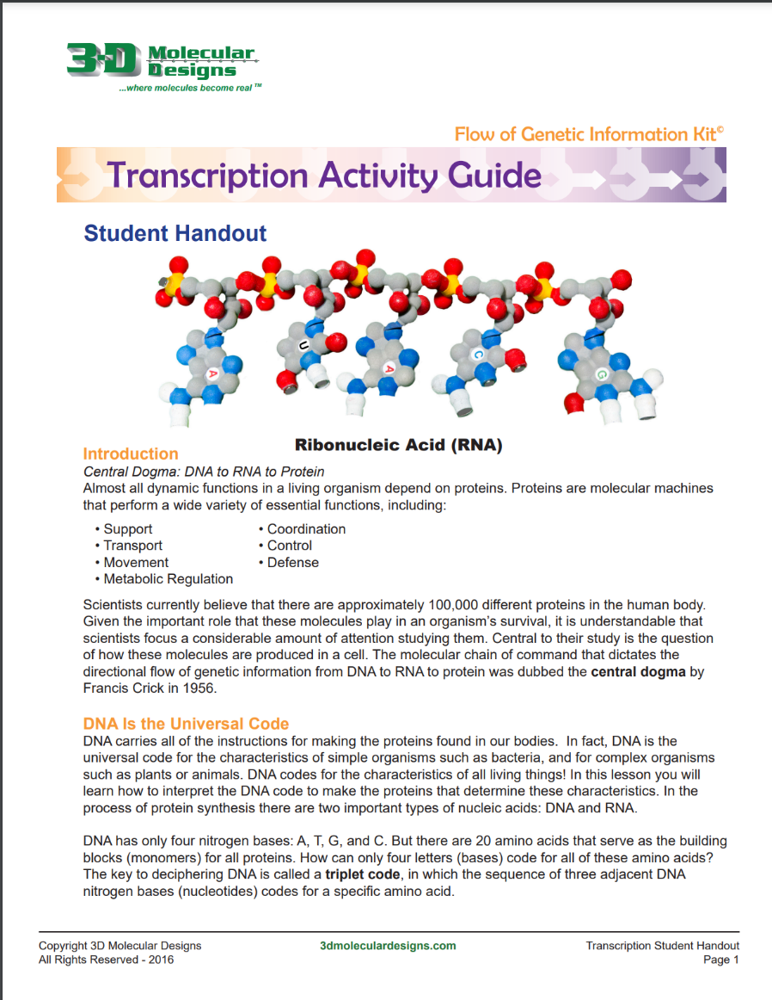 3-D Molecular
Designs
...where molecules become real ™
Flow of Genetic Information Kit©
Transcription Activity Guide
Student Handout
A
U
A
C
G
Ribonucleic Acid (RNA)
Introduction
Central Dogma: DNA to RNA to Protein
Almost all dynamic functions in a living organism depend on proteins. Proteins are molecular machines
that perform a wide variety of essential functions, including:
• Support
• Transport
• Movement
• Metabolic Regulation
• Coordination
• Control
• Defense
Scientists currently believe that there are approximately 100,000 different proteins in the human body.
Given the important role that these molecules play in an organism's survival, it is understandable that
scientists focus a considerable amount of attention studying them. Central to their study is the question
of how these molecules are produced in a cell. The molecular chain of command that dictates the
directional flow of genetic information from DNA to RNA to protein was dubbed the central dogma by
Francis Crick in 1956.
DNA Is the Universal Code
DNA carries all of the instructions for making the proteins found in our bodies.  In fact, DNA is the
universal code for the characteristics of simple organisms such as bacteria, and for complex organisms
such as plants or animals. DNA codes for the characteristics of all living things! In this lesson you will
learn how to interpret the DNA code to make the proteins that determine these characteristics. In the
process of protein synthesis there are two important types of nucleic acids: DNA and RNA.
DNA has only four nitrogen bases: A, T, G, and C. But there are 20 amino acids that serve as the building
blocks (monomers) for all proteins. How can only four letters (bases) code for all of these amino acids?
The key to deciphering DNA is called a triplet code, in which the sequence of three adjacent DNA
nitrogen bases (nucleotides) codes for a specific amino acid.
Copyright 3D Molecular Designs
All Rights Reserved - 2016
3dmoleculardesigns.com
Transcription Student Handout
Page 1